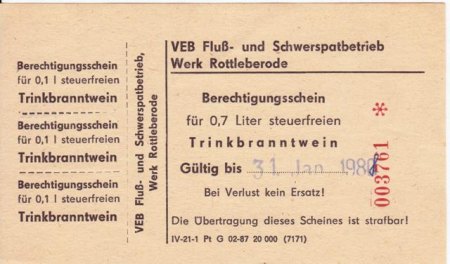 Berechtigungsschein
für 0,1 l steuerfreien
Trinkbranntwein
Berechtigungsschein
für 0,1 l steuerfreien
Trinkbranntwein
Berechtigungsschein
für 0,1 l steuerfreien
Trinkbranntwein
VEB Fluß- und Schwerspatbetrieb,
Werk Rottleberode
VEB Fluß- und Schwerspatbetrieb
Werk Rottleberode
Berechtigungsschein
für 0,7 Liter steuerfreien
Trinkbranntwein
Gültig bis 31. Jan.
Bei Verlust kein Ersatz!
Die Übertragung dieses Scheines ist strafbar!
IV-21-1 Pt G 02-87 20 000 (7171)
003761 *